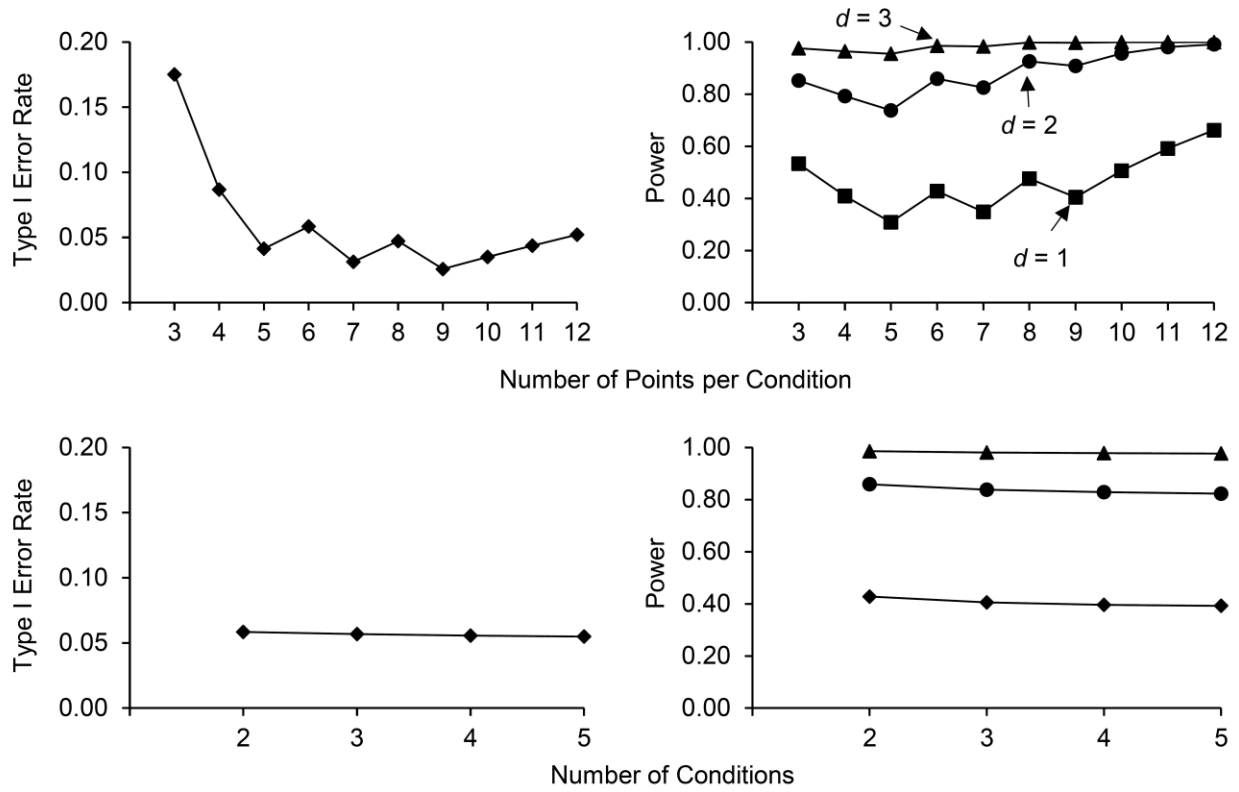 Type I Error Rate
0.20
0.15
0.10
0.05
0.00
3 4 5 6 7 8 9 10 11 12
Power
1.00
0.80
0.60
0.40
0.20
0.00
3 4 5 6 7 8 9 10 11 12
d = 3
d = 2
d = 1
Number of Points per Condition
Type I Error Rate
0.20
0.15
0.10
0.05
0.00
2 3 4 5
Power
1.00
0.80
0.60
0.40
0.20
0.00
2 3 4 5
Number of Conditions